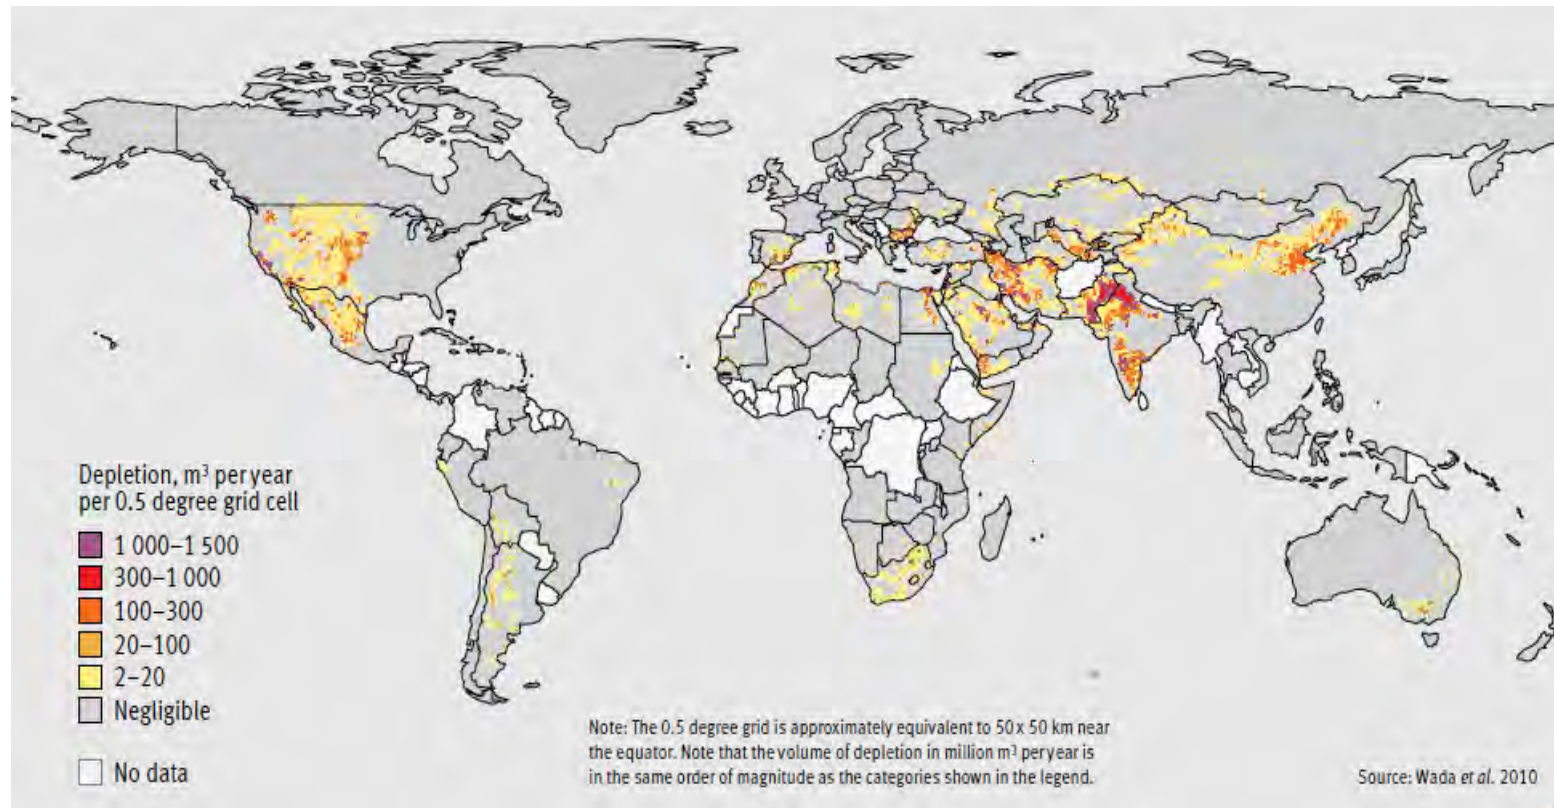 Depletion, m³ per year
per 0.5 degree grid cell
1 000–1 500
300–1 000
100–300
20–100
2–20
Negligible
No data
Note: The 0.5 degree grid is approximately equivalent to 50 x 50 km near
the equator. Note that the volume of depletion in million m³ per year is
in the same order of magnitude as the categories shown in the legend.
Source: Wada et al. 2010